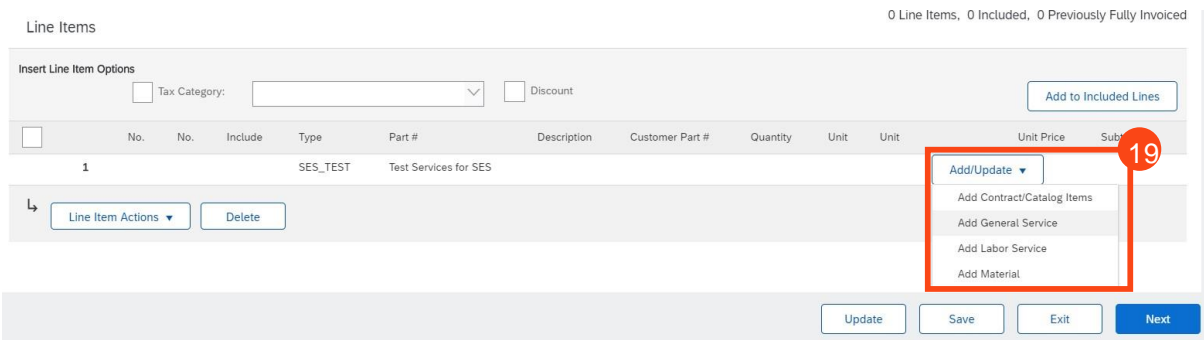 0 Line Items, 0 Included, 0 Previously Fully Invoiced
Line Items
Insert Line Item Options
Tax Category:
Discount
Add to Included Lines
No. No. Include Type Part # Description Customer Part # Quantity Unit Unit Unit Price Subt
19
1 SES_TEST Test Services for SES Add/Update ▼
Add Contract/Catalog Items
Line Item Actions ▼ Delete
Add General Service
Add Labor Service
Add Material
Update Save Exit Next